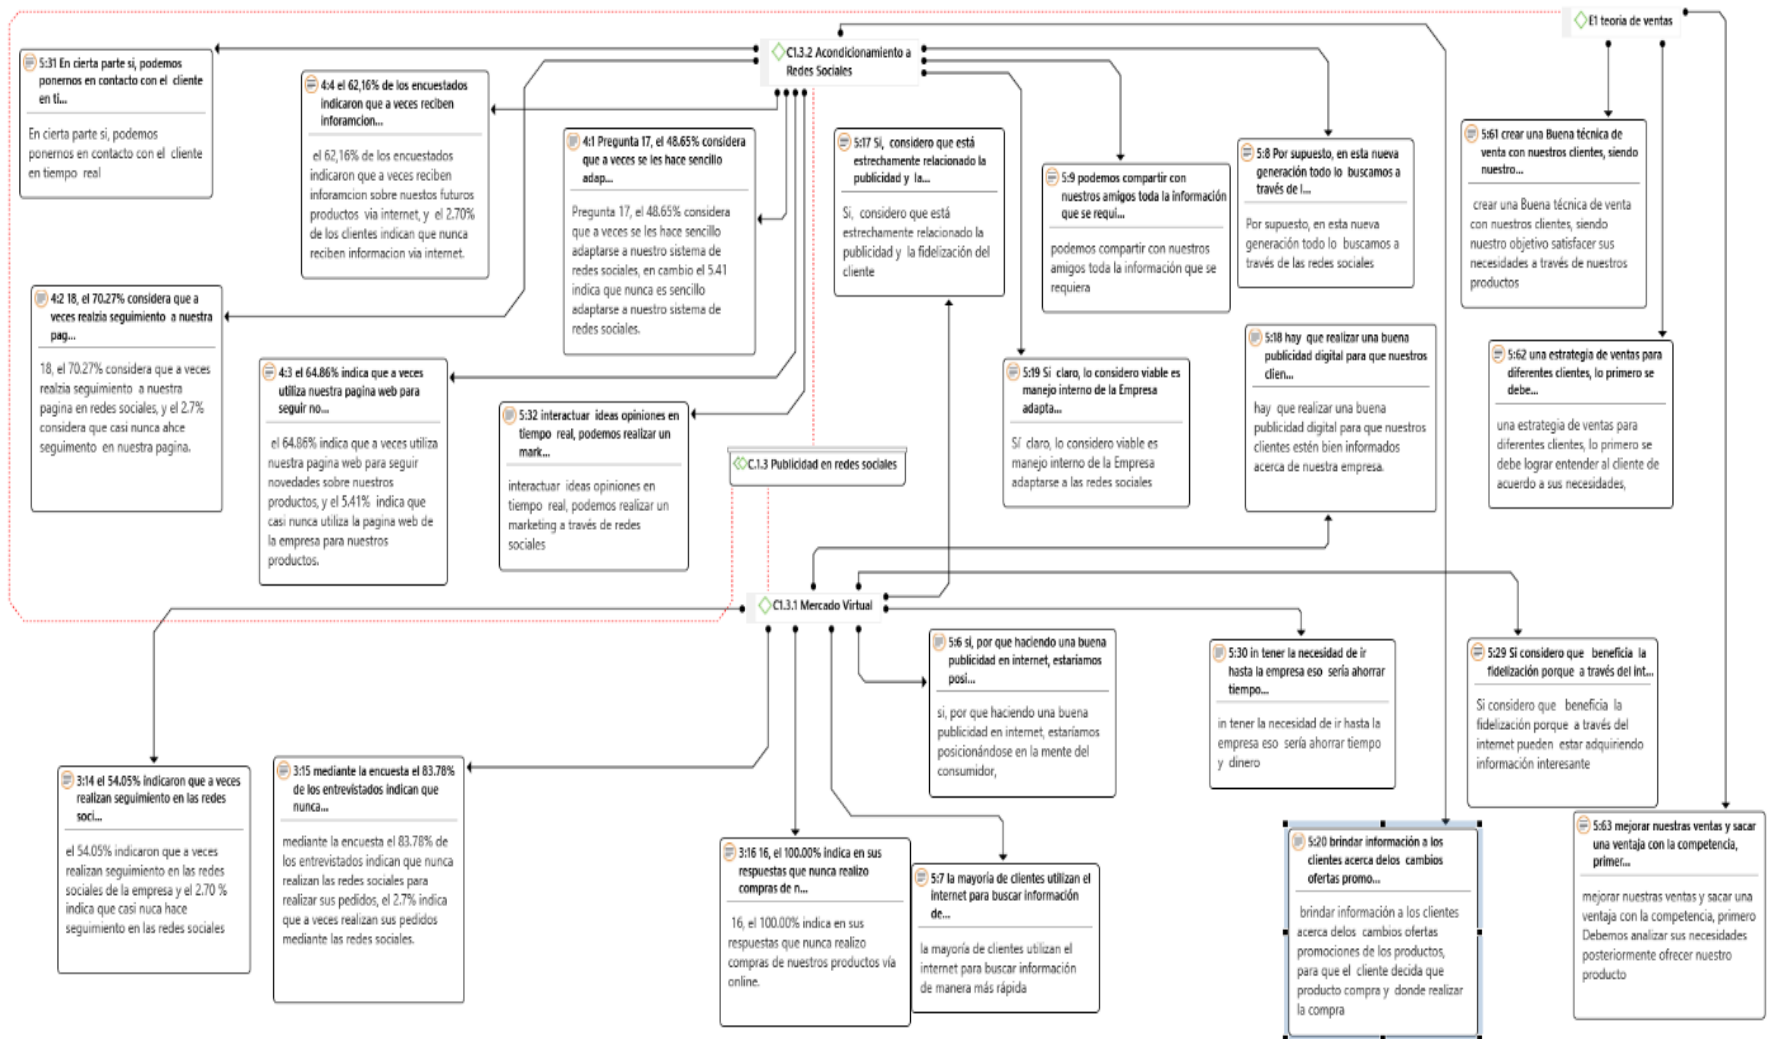 E1 teoria de ventas
C1.3.2 Acondicionamiento a
Redes Sociales
5:31 En cierta parte si, podemos
ponernos en contacto con el cliente
en ti...
En cierta parte si, podemos
ponernos en contacto con el cliente
en tiempo real
4:4 el 62,16% de los encuestados
indicaron que a veces reciben
inforamcion...
el 62,16% de los encuestados
indicaron que a veces reciben
inforamcion sobre nuestos futuros
productos via internet, y el 2.70%
de los clientes indican que nunca
reciben informacion via internet.
4:1 Pregunta 17, el 48.65% considera
que a veces se les hace sencillo
adap...
Pregunta 17, el 48.65% considera
que a veces se les hace sencillo
adaptarse a nuestro sistema de
redes sociales, en cambio el 5.41
indica que nunca es sencillo
adaptarse a nuestro sistema de
redes sociales.
5:17 Si, considero que está
estrechamente relacionado la
publicidad y la...
Si, considero que está
estrechamente relacionado la
publicidad y la fidelización del
cliente
5:9 podemos compartir con
nuestros amigos toda la información
que se requi...
podemos compartir con nuestros
amigos toda la información que se
requiera
5:8 Por supuesto, en esta nueva
generación todo lo buscamos a
través de l...
Por supuesto, en esta nueva
generación todo lo buscamos a
través de las redes sociales
5:61 crear una Buena técnica de
venta con nuestros clientes, siendo
nuestro...
crear una Buena técnica de venta
con nuestros clientes, siendo
nuestro objetivo satisfacer sus
necesidades a través de nuestros
productos
4:2 18, el 70.27% considera que a
veces realzia seguimiento a nuestra
pag...
18, el 70.27% considera que a veces
realzia seguimiento a nuestra
pagina en redes sociales, y el 2.7%
considera que casi nunca ahce
seguimento en nuestra pagina.
4:3 el 64.86% indica que a veces
utiliza nuestra pagina web para
seguir no...
el 64.86% indica que a veces utiliza
nuestra pagina web para seguir
novedades sobre nuestros
productos, y el 5.41% indica que
casi nunca utiliza la pagina web de
la empresa para nuestros
productos.
5:32 interactuar ideas opiniones en
tiempo real, podemos realizar un
mark...
interactuar ideas opiniones en
tiempo real, podemos realizar un
marketing a través de redes
sociales
C.1.3 Publicidad en redes sociales
5:19 Sí claro, lo considero viable es
manejo interno de la Empresa
adapta...
Sí claro, lo considero viable es
manejo interno de la Empresa
adaptarse a las redes sociales
5:18 hay que realizar una buena
publicidad digital para que nuestros
clien...
hay que realizar una buena
publicidad digital para que nuestros
clientes estén bien informados
acerca de nuestra empresa.
5:62 una estrategia de ventas para
diferentes clientes, lo primero se
debe...
una estrategia de ventas para
diferentes clientes, lo primero se
debe lograr entender al cliente de
acuerdo a sus necesidades,
C1.3.1 Mercado Virtual
3:14 el 54.05% indicaron que a veces
realizan seguimiento en las redes
soci...
el 54.05% indicaron que a veces
realizan seguimiento en las redes
sociales de la empresa y el 2.70 %
indica que casi nuca hace
seguimiento en las redes sociales
3:15 mediante la encuesta el 83.78%
de los entrevistados indican que
nunca...
mediante la encuesta el 83.78% de
los entrevistados indican que nunca
realizan las redes sociales para
realizar sus pedidos, el 2.7% indica
que a veces realizan sus pedidos
mediante las redes sociales.
3:16 16, el 100.00% indica en sus
respuestas que nunca realizo
compras de n...
16, el 100.00% indica en sus
respuestas que nunca realizo
compras de nuestros productos vía
online.
5:6 si, por que haciendo una buena
publicidad en internet, estaríamos
posi...
si, por que haciendo una buena
publicidad en internet, estaríamos
posicionándose en la mente del
consumidor,
5:7 la mayoría de clientes utilizan el
internet para buscar información
de...
la mayoría de clientes utilizan el
internet para buscar información
de manera más rápida
5:30 in tener la necesidad de ir
hasta la empresa eso sería ahorrar
tiempo...
in tener la necesidad de ir hasta la
empresa eso sería ahorrar tiempo
y dinero
5:29 Si considero que beneficia la
fidelización porque a través del int...
Si considero que beneficia la
fidelización porque a través del
internet pueden estar adquiriendo
información interesante
5:20 brindar información a los
clientes acerca delos cambios
ofertas promo...
brindar información a los clientes
acerca delos cambios ofertas
promociones de los productos,
para que el cliente decida que
producto compra y donde realizar
la compra
5:63 mejorar nuestras ventas y sacar
una ventaja con la competencia,
primer...
mejorar nuestras ventas y sacar una
ventaja con la competencia, primero
Debemos analizar sus necesidades
posteriormente ofrecer nuestro
producto